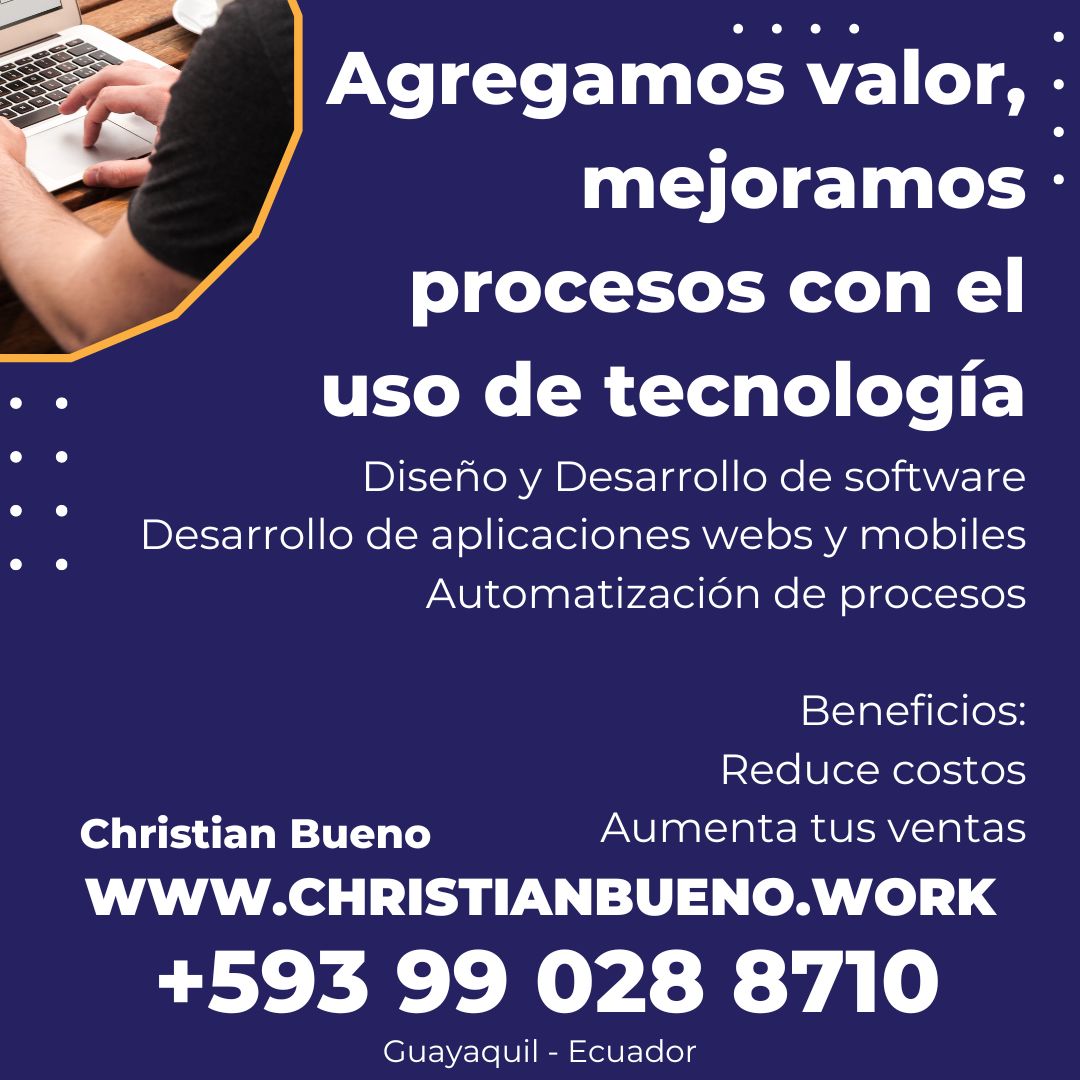 Agregamos valor,
mejoramos
procesos con el
uso de tecnología
Diseño y Desarrollo de software
Desarrollo de aplicaciones webs y mobiles
Automatización de procesos
Beneficios:
Reduce costos
Aumenta tus ventas
Christian Bueno
WWW.CHRISTIANBUENO.WORK
+593 99 028 8710
Guayaquil - Ecuador